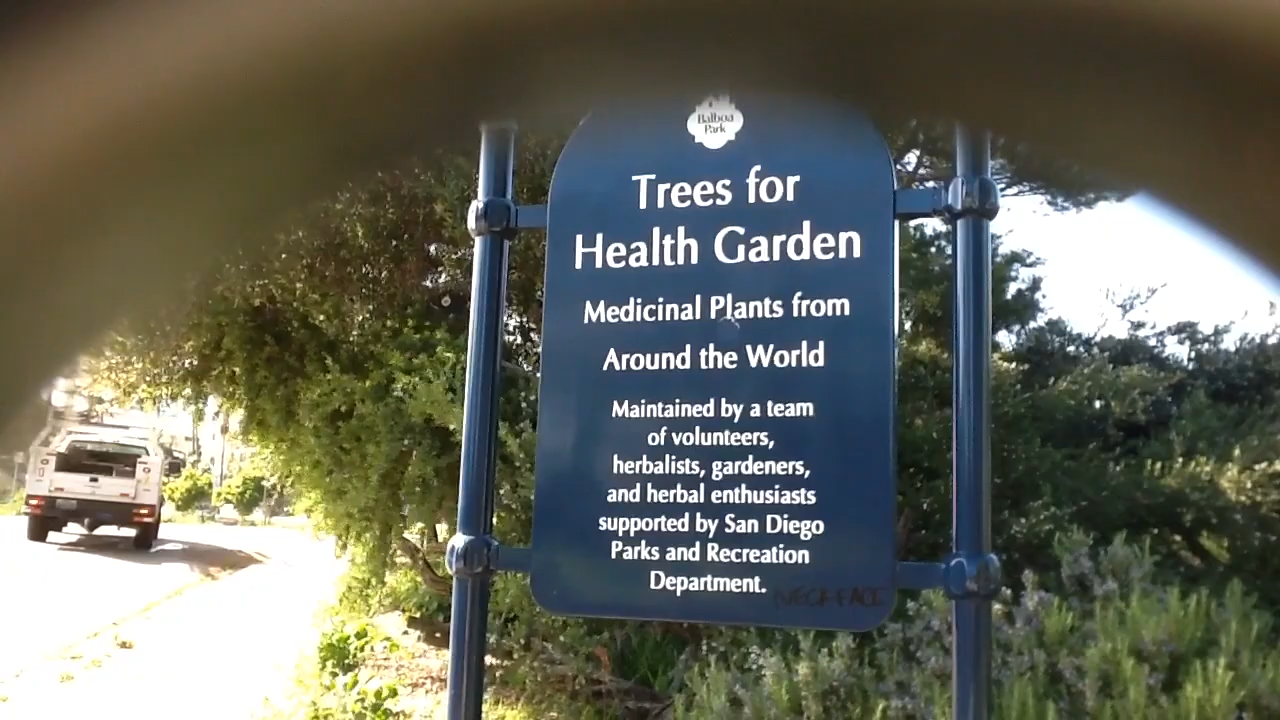 Balboa
Park
Trees for
Health Garden
Medicinal Plants from
Around the World
Maintained by a team
of volunteers,
herbalists, gardeners,
and herbal enthusiasts
supported by San Diego
Parks and Recreation
Department.
NECKFACE